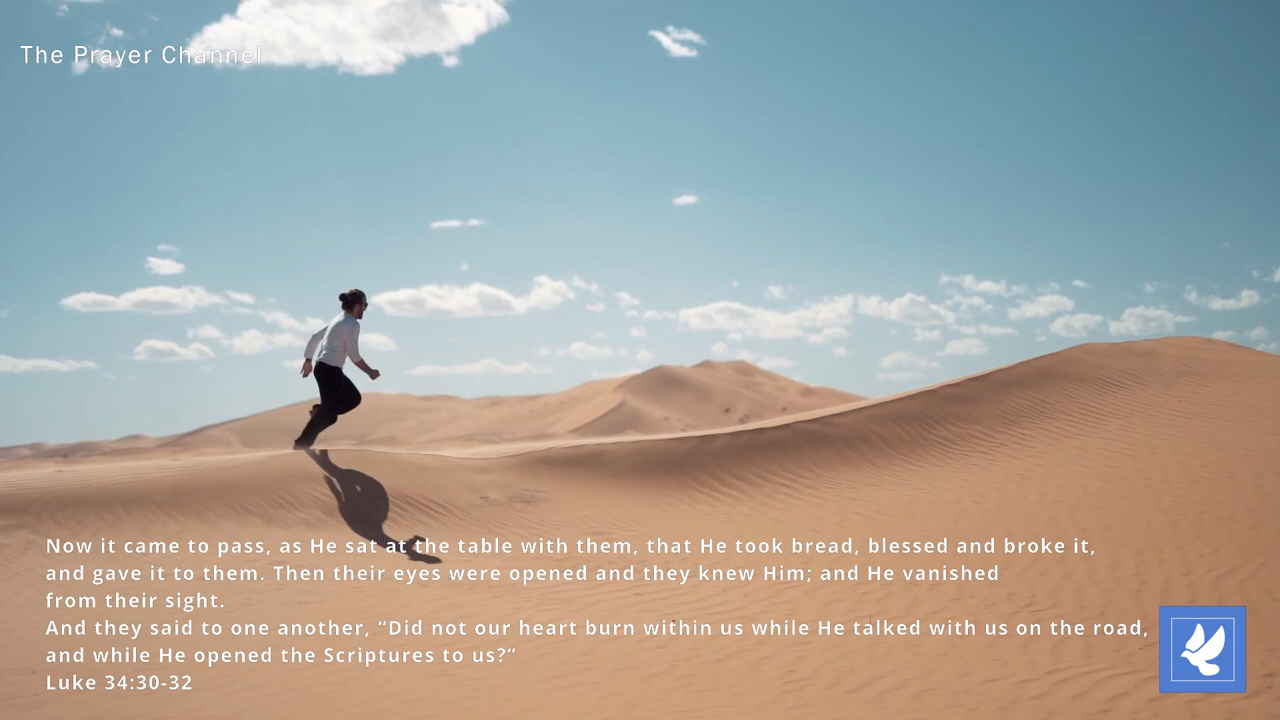 The Prayer Channel
Now it came to pass, as He sat at the table with them, that He took bread, blessed and broke it,
and gave it to them. Then their eyes were opened and they knew Him; and He vanished
from their sight.
And they said to one another, “Did not our heart burn within us while He talked with us on the road,
and while He opened the Scriptures to us?”
Luke 34:30-32